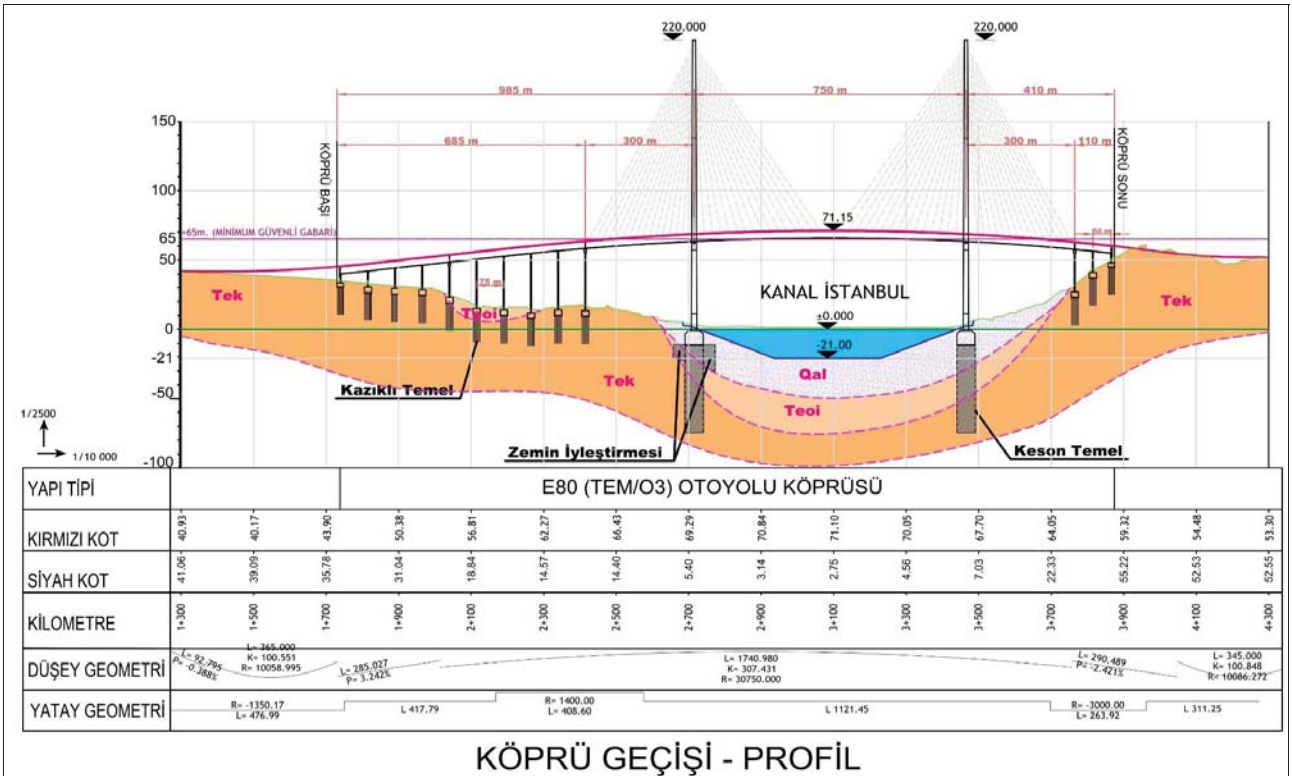 220.000 220.000
985 m 750 m 410 m
150
685 m 300 m 300 m 110 m
KÖPRÜ BAŞI
KÖPRÜ SONU
100
71.15
+65m. (MİNİMUM GÜVENLİ GABARİ)
65
50
KANAL İSTANBUL
Tek Tek
Teoi
±0.000
0
-21.00
-21
Qal
Tek
Kazıklı Temel
-50
Teoi
1/2500
1/10 000
Zemin İyleştirmesi
Keson Temel
-100
YAPI TİPİ E80 (TEM/O3) OTOYOLU KÖPRÜSÜ
KIRMIZI KOT 40.93 40.17 43.90 50.38 56.81 62.27 66.43 69.29 70.84 71.10 70.05 67.70 64.05 59.32 54.48 53.30
SİYAH KOT 41.06 39.09 35.78 31.04 18.84 14.57 14.40 5.40 3.14 2.75 4.56 7.03 22.33 55.22 52.53 52.55
KİLOMETRE 1+300 1+500 1+700 1+900 2+100 2+300 2+500 2+700 2+900 3+100 3+300 3+500 3+700 3+900 4+100 4+300
DÜŞEY GEOMETRİ
L= 92.795
P= -0.388%
L= 365.000
K= 100.551
R= 10058.995
L= 285.027
P= 3.242%
L= 1740.980
K= 307.431
R= 30750.000
L= 290.489
P= -2.421%
L= 345.000
K= 100.848
R= 10086.272
YATAY GEOMETRİ
R= -1350.17
L= 476.99
L 417.79
R= 1400.00
L= 408.60
L 1121.45
R= -3000.00
L= 263.92
L 311.25
KÖPRÜ GEÇİŞİ - PROFİL